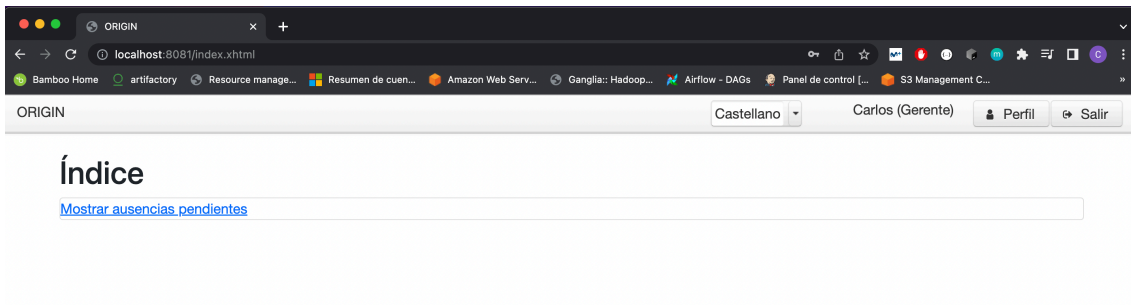 ORIGIN
localhost:8081/index.xhtml
Bamboo Home artifactory Resource manage... Resumen de cuen... Amazon Web Serv... Ganglia:: Hadoop... Airflow - DAGs Panel de control [... S3 Management C... »
ORIGIN Castellano Carlos (Gerente) Perfil Salir
Índice
Mostrar ausencias pendientes